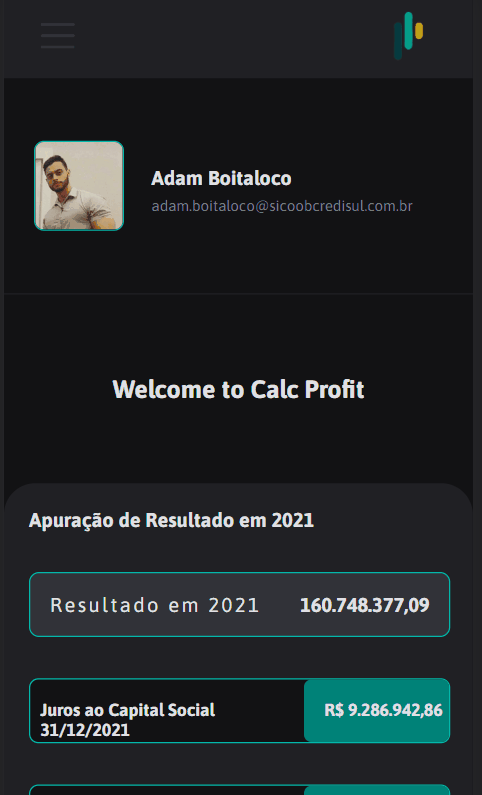 Adam Boitaloco
adam.boitaloco@sicoobcredisul.com.br
Welcome to Calc Profit
Apuração de Resultado em 2021
Resultado em 2021 160.748.377,09
Juros ao Capital Social R$ 9.286.942,86
31/12/2021